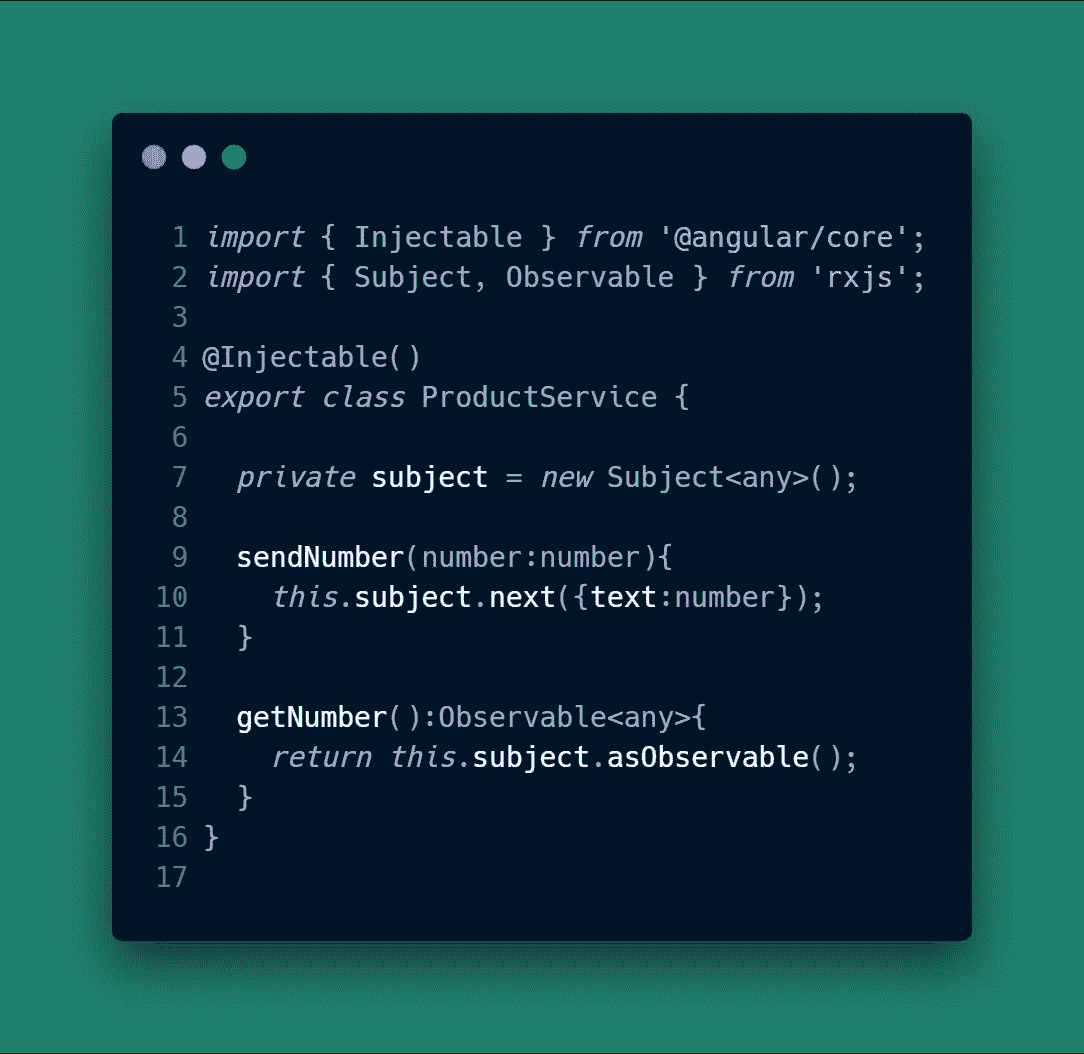 1 import { Injectable } from '@angular/core';
2 import { Subject, Observable } from 'rxjs';
3
4 @Injectable()
5 export class ProductService {
6
7   private subject = new Subject<any>();
8
9   sendNumber(number:number){
10     this.subject.next({text:number});
11   }
12
13   getNumber():Observable<any>{
14     return this.subject.asObservable();
15   }
16 }
17